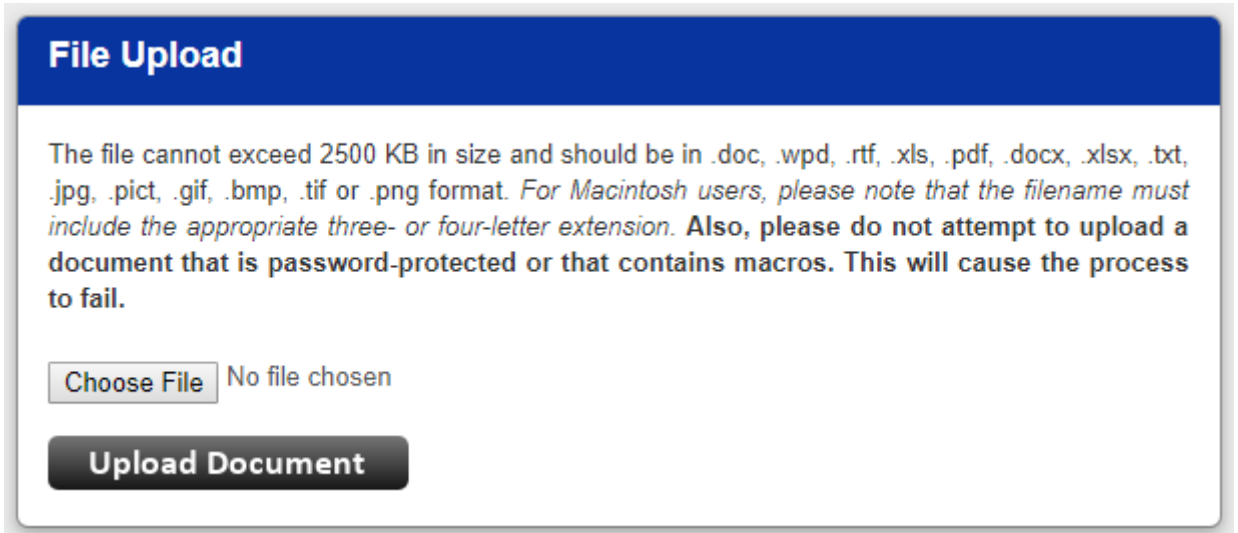 File Upload
The file cannot exceed 2500 KB in size and should be in .doc, .wpd, .rtf, .xls, .pdf, .docx, .xlsx, .txt,
.jpg, .pict, .gif, .bmp, .tif or .png format. For Macintosh users, please note that the filename must
include the appropriate three- or four-letter extension. Also, please do not attempt to upload a
document that is password-protected or that contains macros. This will cause the process
to fail.
Choose File No file chosen
Upload Document